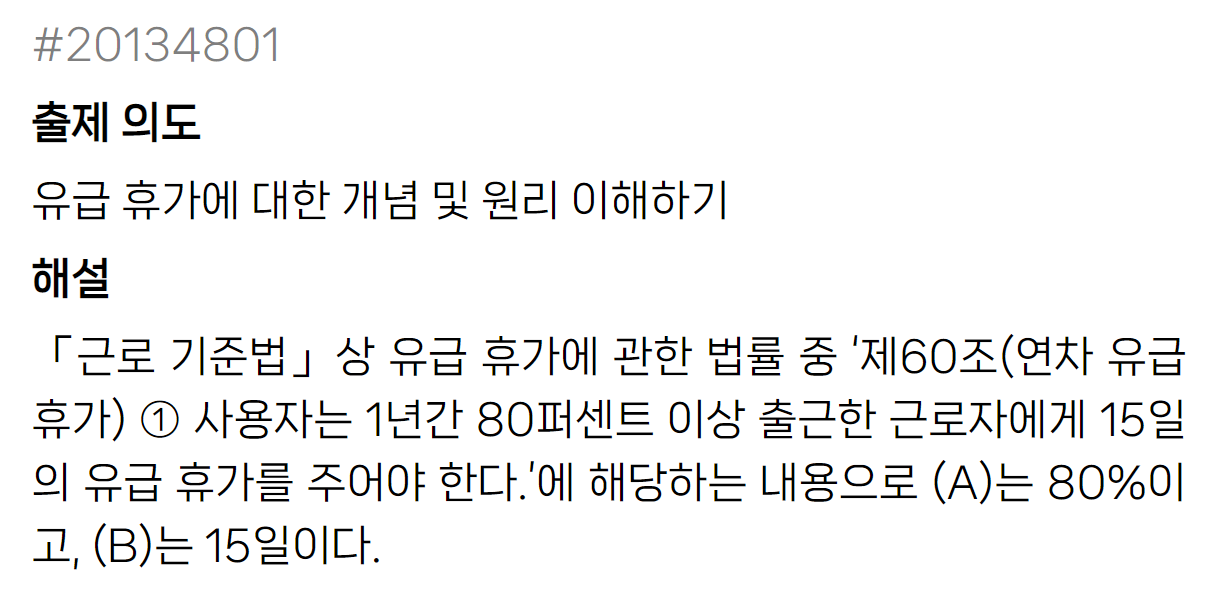 #20134801
출제 의도
유급 휴가에 대한 개념 및 원리 이해하기
해설
「근로 기준법」상 유급 휴가에 관한 법률 중 '제60조(연차 유급
휴가) ① 사용자는 1년간 80퍼센트 이상 출근한 근로자에게 15일
의 유급 휴가를 주어야 한다.'에 해당하는 내용으로 (A)는 80%이
고, (B)는 15일이다.